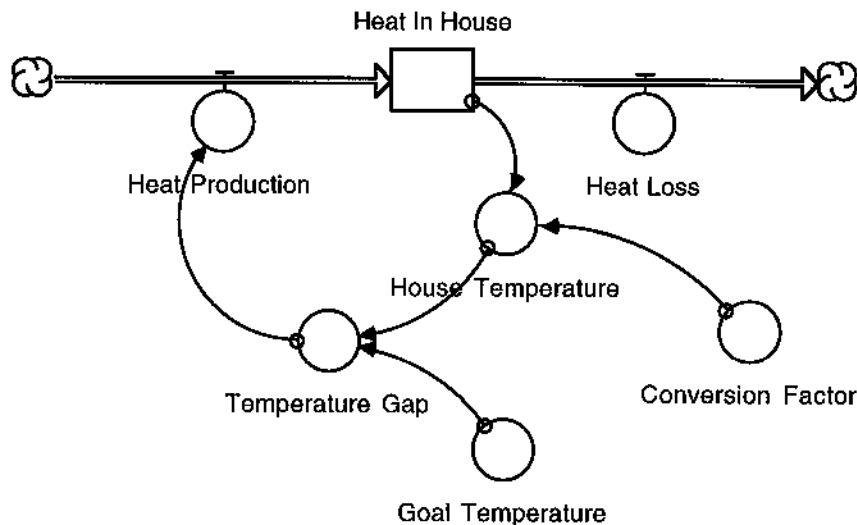 Heat In House
Heat Production
Heat Loss
House Temperature
Conversion Factor
Temperature Gap
Goal Temperature